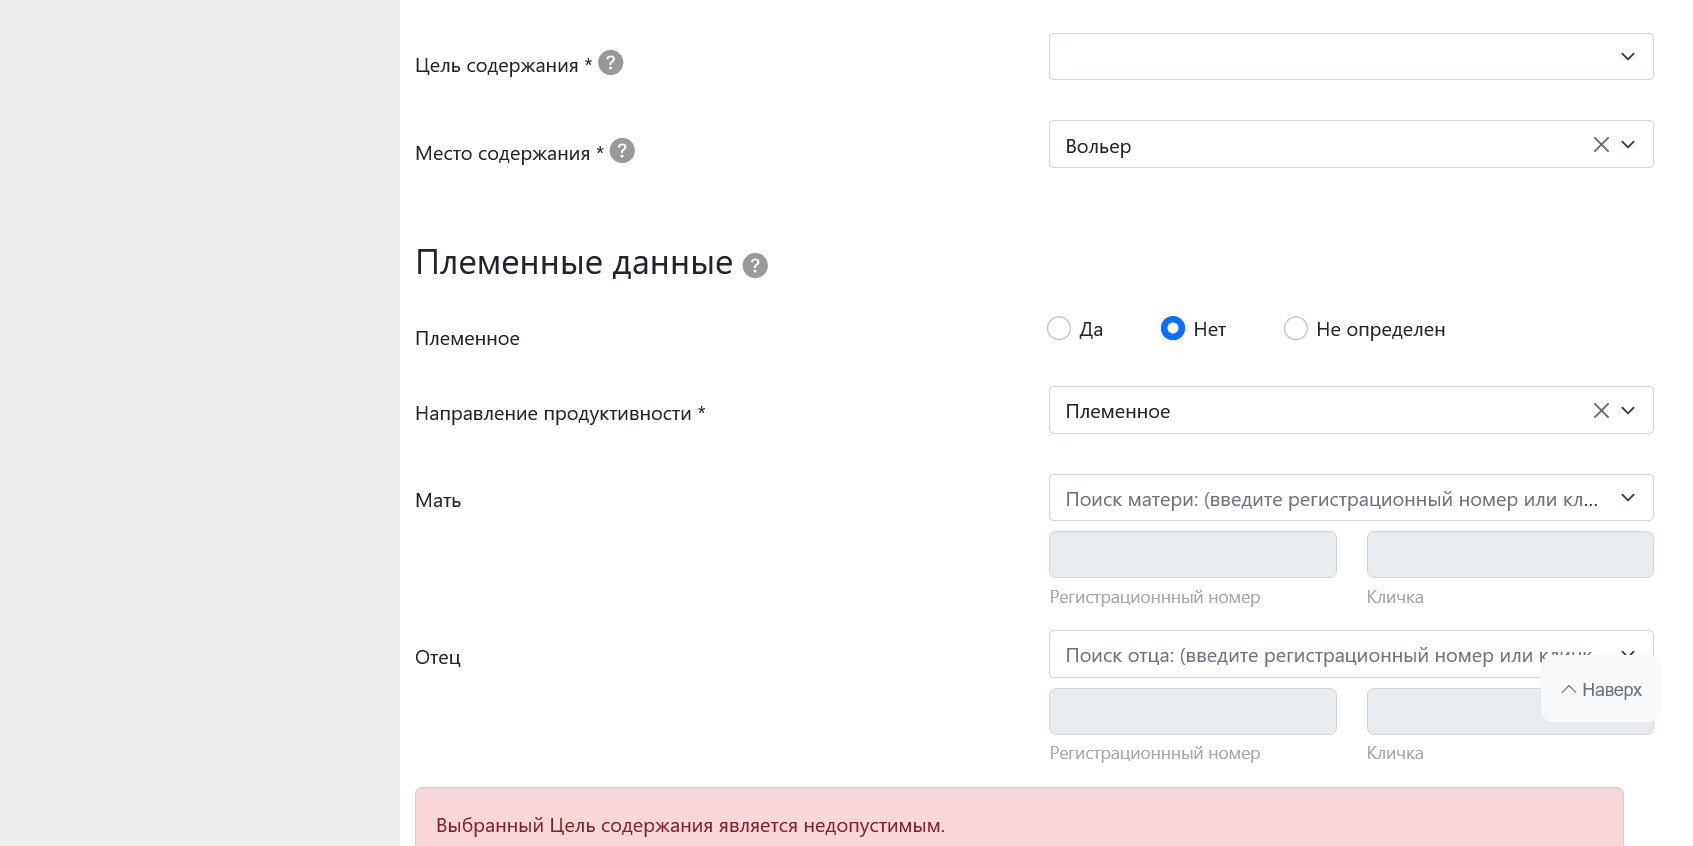 Цель содержания * ?
Место содержания * ?
Вольер
Племенные данные ?
Племенное
Да
Нет
Не определен
Направление продуктивности *
Племенное
Мать
Поиск матери: (введите регистрационный номер или кл...
Регистрационнный номер
Кличка
Отец
Поиск отца: (введите регистрационный номер или кличк
Наверх
Регистрационнный номер
Кличка
Выбранный Цель содержания является недопустимым.